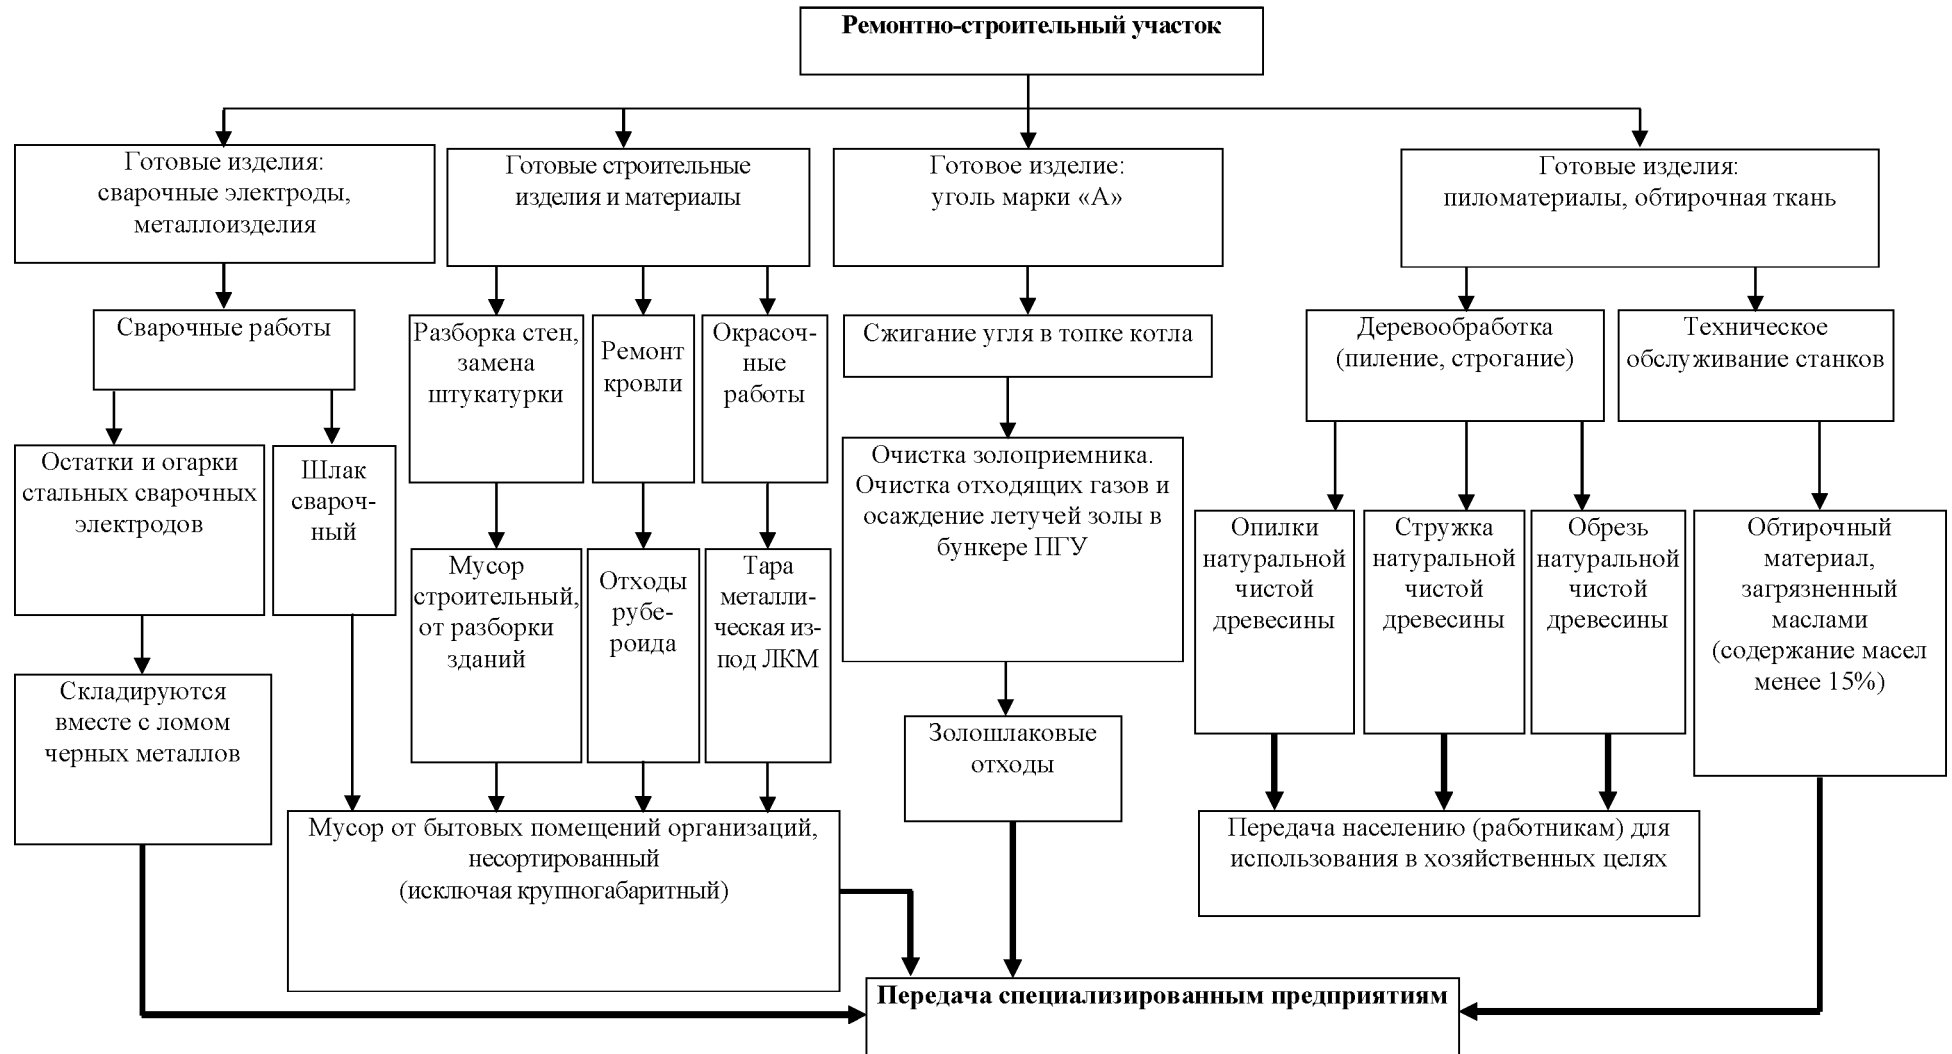 Ремонтно-строительный участок
Готовые изделия:
сварочные электроды,
металлоизделия
Готовые строительные
изделия и материалы
Готовое изделие:
уголь марки «А»
Готовые изделия:
пиломатериалы, обтирочная ткань
Сварочные работы
Разборка стен,
замена
штукатурки
Ремонт
кровли
Окрасоч-
ные
работы
Сжигание угля в топке котла
Деревообработка
(пиление, строгание)
Техническое
обслуживание станков
Остатки и огарки
стальных сварочных
электродов
Шлак
свароч-
ный
Очистка золоприемника.
Очистка отходящих газов и
осаждение летучей золы в
бункере ПГУ
Опилки
натуральной
чистой
древесины
Стружка
натуральной
чистой
древесины
Обрезь
натуральной
чистой
древесины
Обтирочный
материал,
загрязненный
маслами
(содержание масел
менее 15%)
Мусор
строительный,
от разборки
зданий
Отходы
рубе-
роида
Тара
металли-
ческая из-
под ЛКМ
Складируются
вместе с ломом
черных металлов
Золошлаковые
отходы
Мусор от бытовых помещений организаций,
несортированный
(исключая крупногабаритный)
Передача населению (работникам) для
использования в хозяйственных целях
Передача специализированным предприятиям